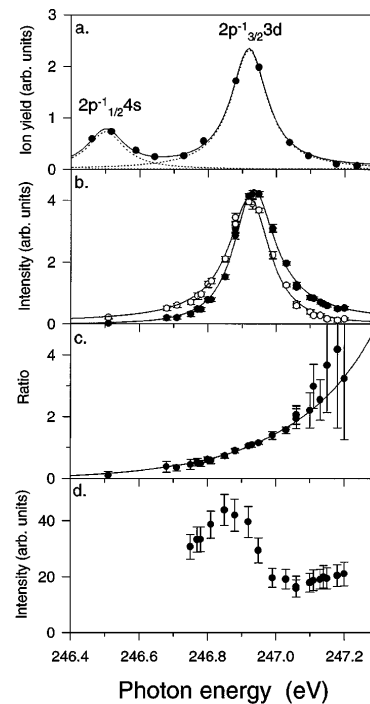 a.
2p⁻¹₃/₂3d
2p⁻¹₁/₂4s
Ion yield (arb. units)
3
2
1
0
b.
Intensity (arb. units)
4
2
0
c.
Ratio
4
2
0
d.
Intensity (arb. units)
40
20
0
246.4 246.6 246.8 247.0 247.2
Photon energy (eV)